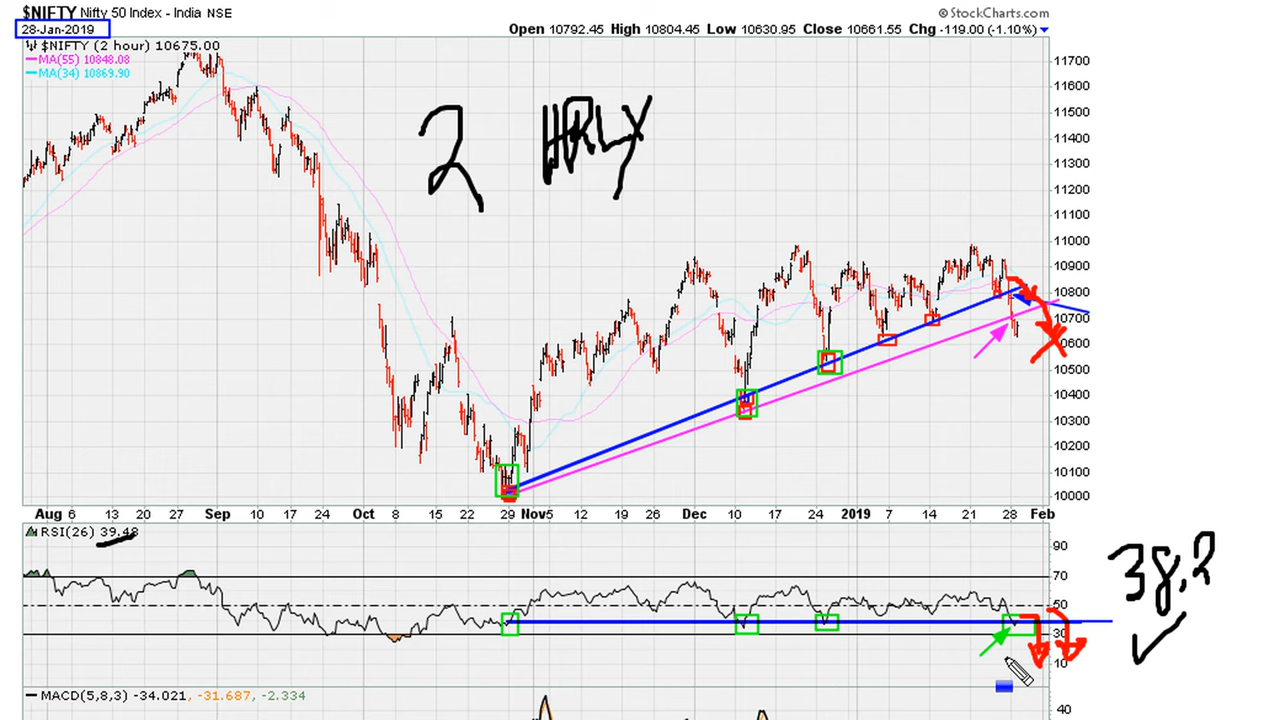 $NIFTY Nifty 50 Index - India NSE
© StockCharts.com
28-Jan-2019
Open 10792.45 High 10804.45 Low 10630.95 Close 10661.55 Chg -119.00 (-1.10%)
$NIFTY (2 hour) 10675.00
MA(55) 10848.08
MA(34) 10869.90
2 HRLY
11700
11600
11500
11400
11300
11200
11100
11000
10900
10800
10700
10600
10500
10400
10300
10200
10100
10000
Aug 6 13 20 27 Sep 10 17 24 Oct 8 15 22 29 Nov 5 12 19 26 Dec 10 17 24 2019 7 14 21 28 Feb
RSI(26) 39.48
90
70
50
30
10
38.2
MACD(5,8,3) -34.021, -31.687, -2.334
40